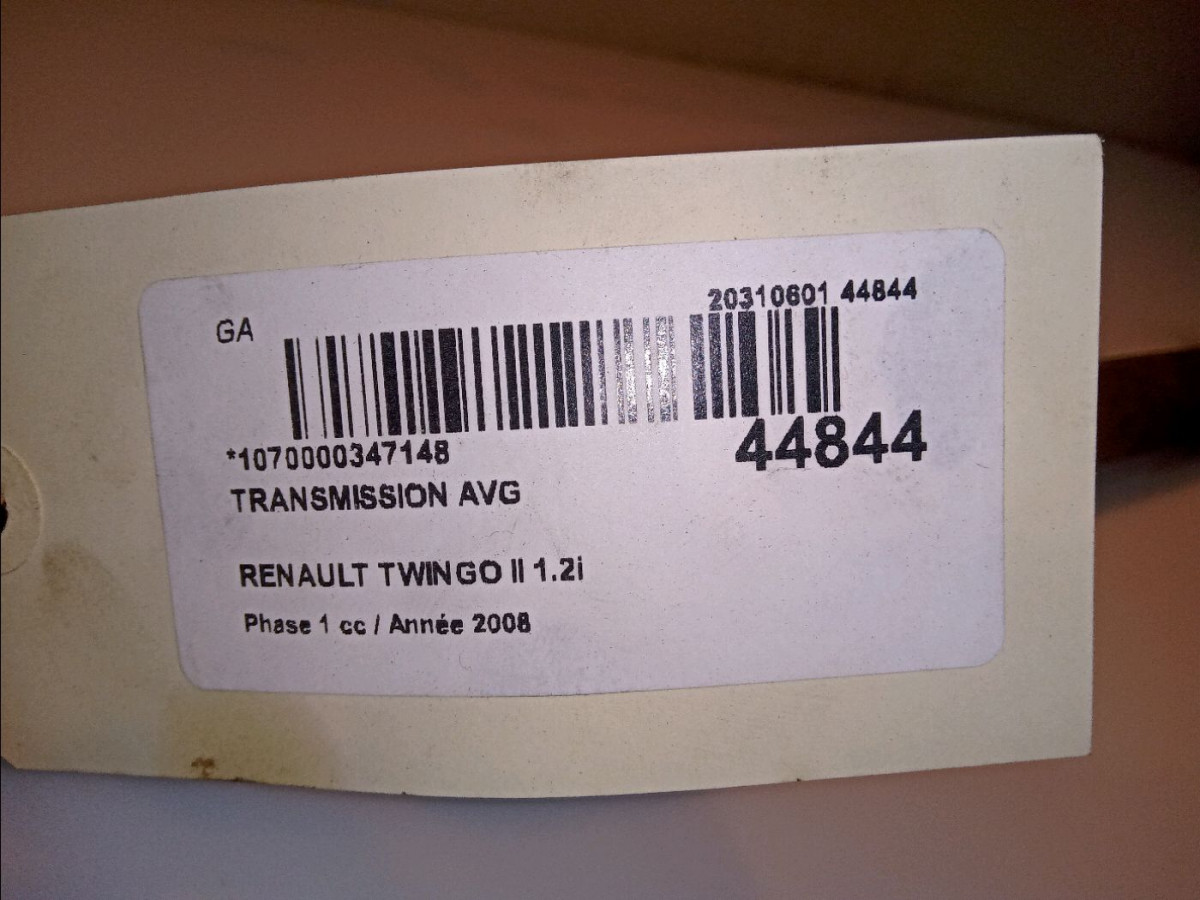 GA
20310601 44844
*1070000347148
44844
TRANSMISSION AVG
RENAULT TWINGO II 1.2i
Phase 1 cc / Année 2008